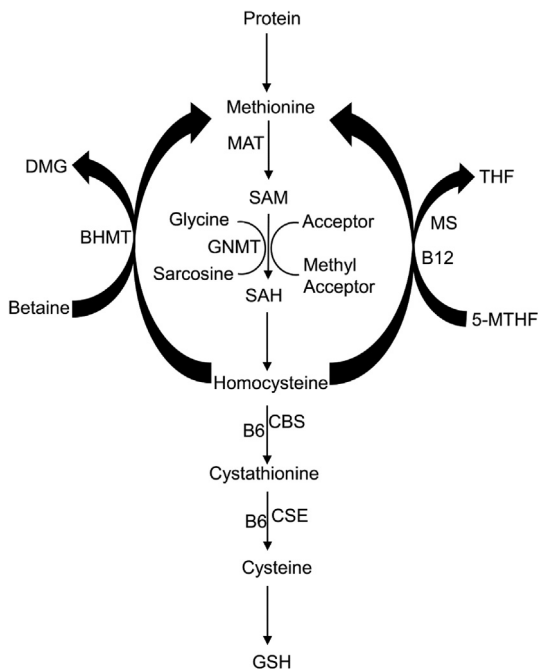 Protein
Methionine
MAT
DMG
THF
SAM
Glycine
Acceptor
MS
BHMT
GNMT
B12
Sarcosine
Methyl
Acceptor
SAH
Betaine
5-MTHF
Homocysteine
B6
CBS
Cystathionine
B6
CSE
Cysteine
GSH